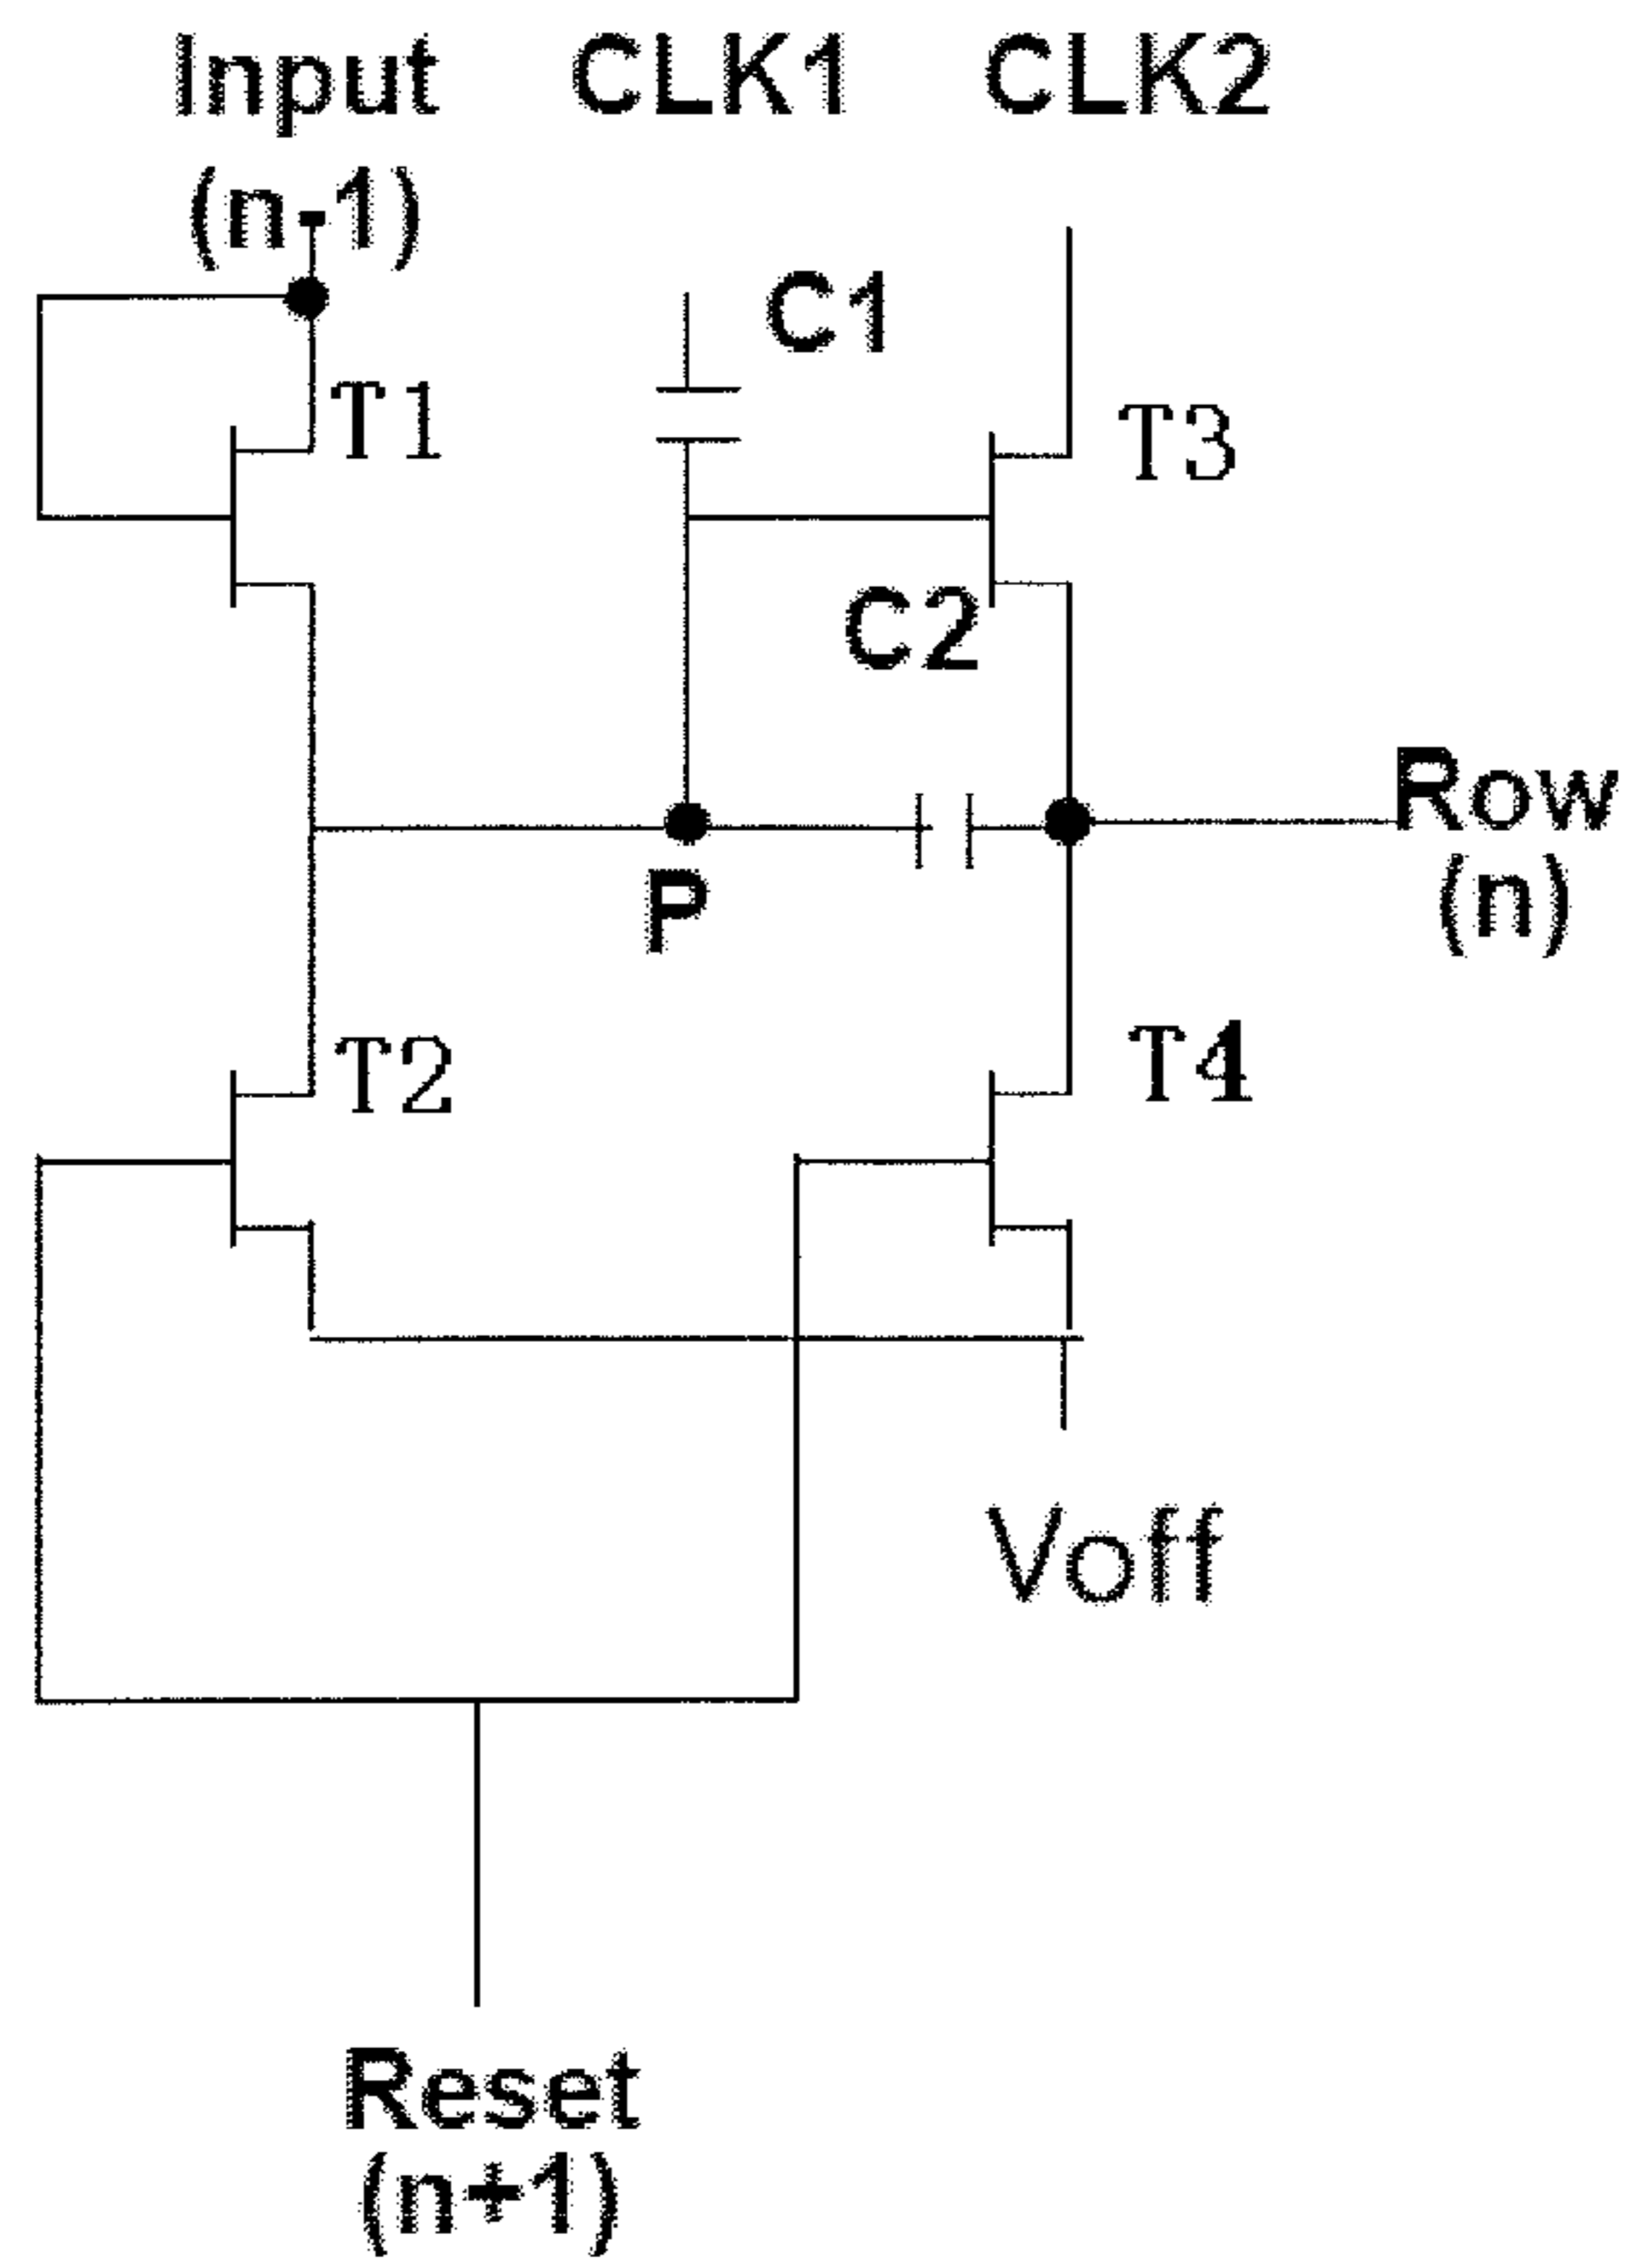 Input CLK1 CLK2
(n-1)
C1
T1
T3
C2
Row
(n)
P
T2
T4
Voff
Reset
(n+1)